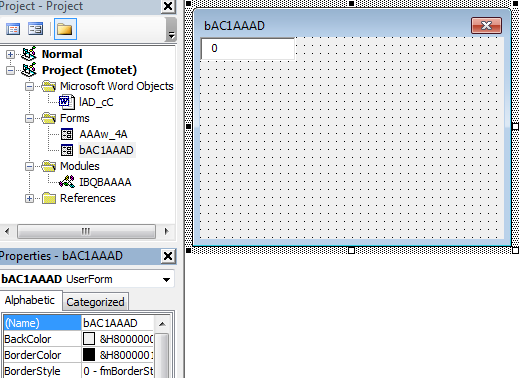 Project - Project
Normal
Project (Emotet)
Microsoft Word Objects
lAD_cC
Forms
AAAw_4A
bAC1AAAD
Modules
IBQBAAAA
References
Properties - bAC1AAAD
bAC1AAAD UserForm
Alphabetic Categorized
(Name) bAC1AAAD
BackColor &H8000000
BorderColor &H8000001
BorderStyle 0 - fmBorderSt
bAC1AAAD
0